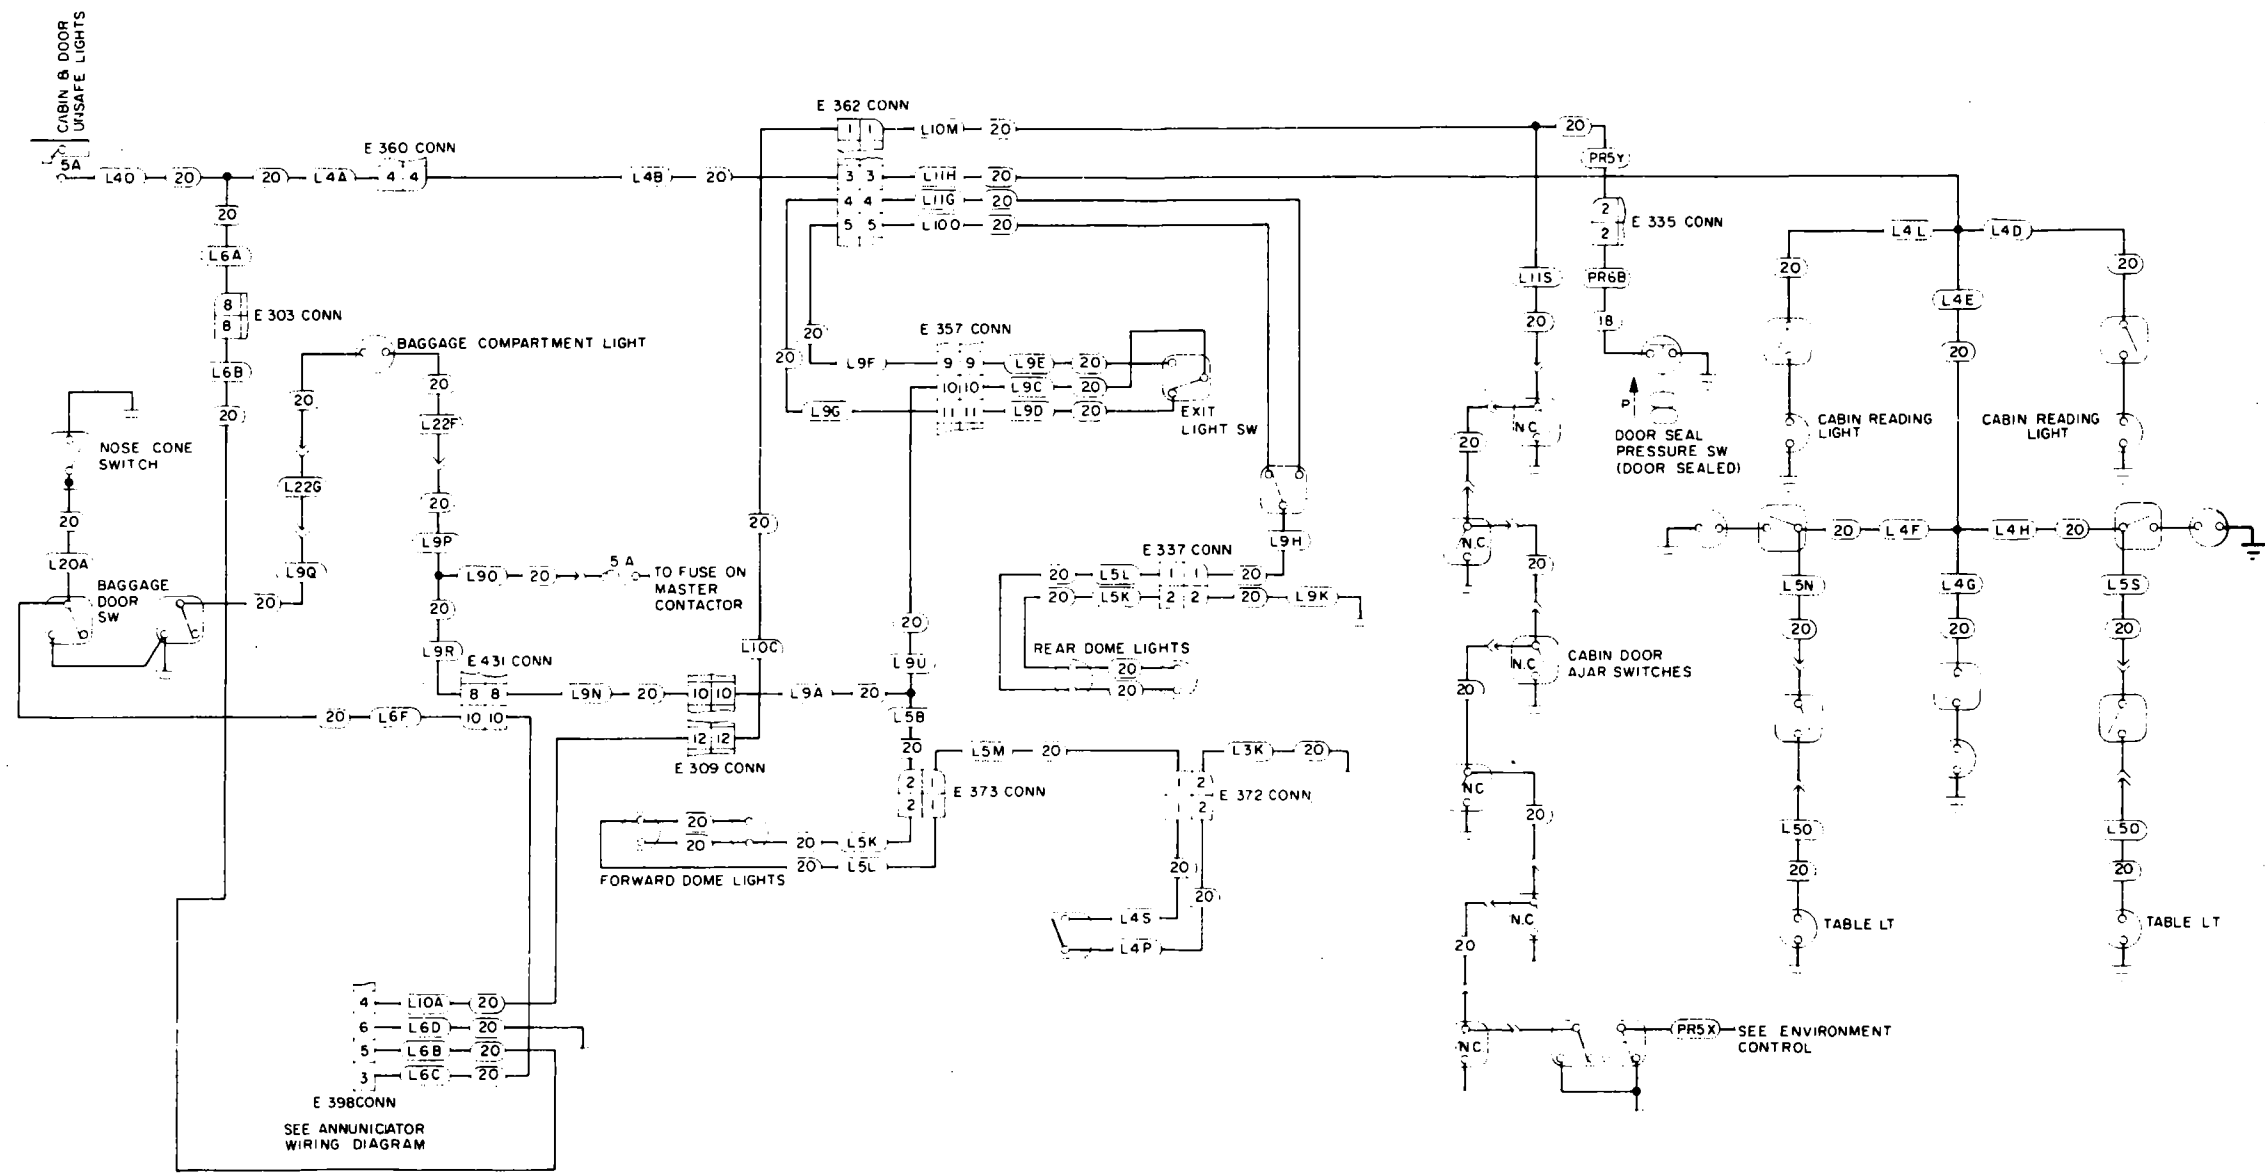 CABIN & DOOR
UNSAFE LIGHTS
5A
L4O 20 20 L4A
E 360 CONN
4 4
L4B 20
E 362 CONN
1 1 L10M 20
3 3 L11H 20
4 4 L11G 20
5 5 L10O 20
20
PR5Y
2
2
E 335 CONN
PR6B
18
P
DOOR SEAL
PRESSURE SW
(DOOR SEALED)
20
L6A
8
8
E 303 CONN
L6B
20
NOSE CONE
SWITCH
20
L20A
BAGGAGE
DOOR
SW
BAGGAGE COMPARTMENT LIGHT
20
L22G
L9Q
20
20
L22F
20
L9P
L9O 20
5 A
TO FUSE ON
MASTER
CONTACTOR
20
L9R
E 431 CONN
8 8 L9N 20
10 10
20 L6F
10 10 L9A 20
12 12
E 309 CONN
20
L10C
20
20
E 357 CONN
L9F 9 9 L9E 20
10 10 L9C 20
L9G 11 11 L9D 20
EXIT
LIGHT SW
20
L9U
L5B
20
L9H
E 337 CONN
20 L5L 1 1 20
20 L5K 2 2 20 L9K
REAR DOME LIGHTS
20
20
2 1
2 1
E 373 CONN
L5M 20
L3K 20
1 2
1 2
E 372 CONN
20
20
L4S
L4P
20
20
20 L5K
20 L5L
FORWARD DOME LIGHTS
4 L10A 20
6 L6D 20
5 L6B 20
3 L6C 20
E 398CONN
SEE ANNUNICIATOR
WIRING DIAGRAM
L11S
20
N.C
20
N.C
20
N.C
CABIN DOOR
AJAR SWITCHES
20
NC
20
N.C
20
NC
PR5X
SEE ENVIRONMENT
CONTROL
L4L L4D
20
20
L4E
20
CABIN READING
LIGHT
CABIN READING
LIGHT
20 L4F L4H 20
L5N
20
L4G
20
L5S
20
L5O
20
TABLE LT
L5O
20
TABLE LT